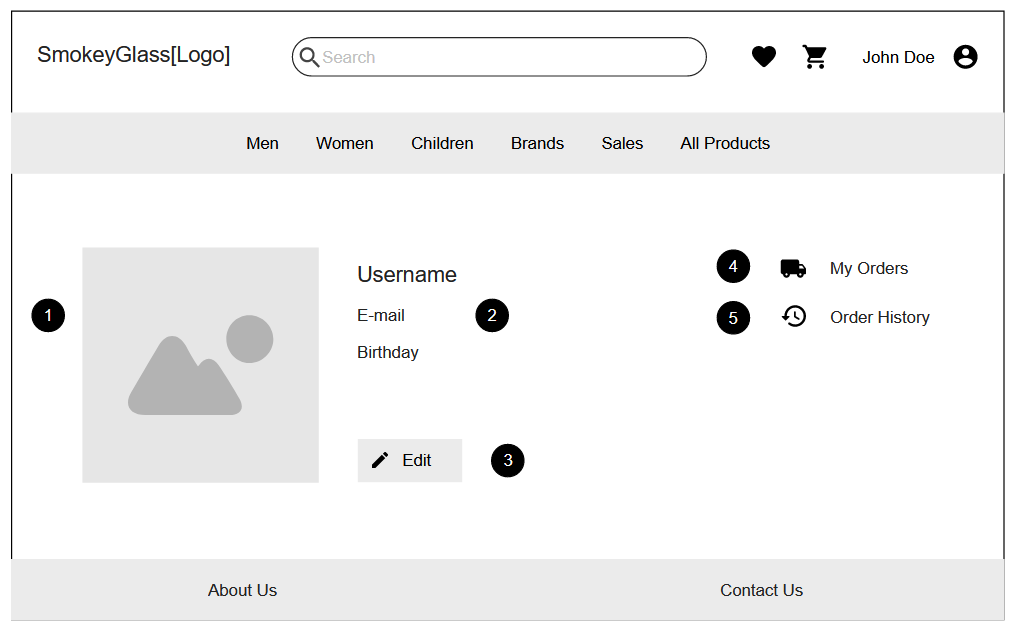 SmokeyGlass[Logo]
Search
John Doe
Men Women Children Brands Sales All Products
1
Username
E-mail
2
Birthday
Edit
3
4 My Orders
5 Order History
About Us Contact Us